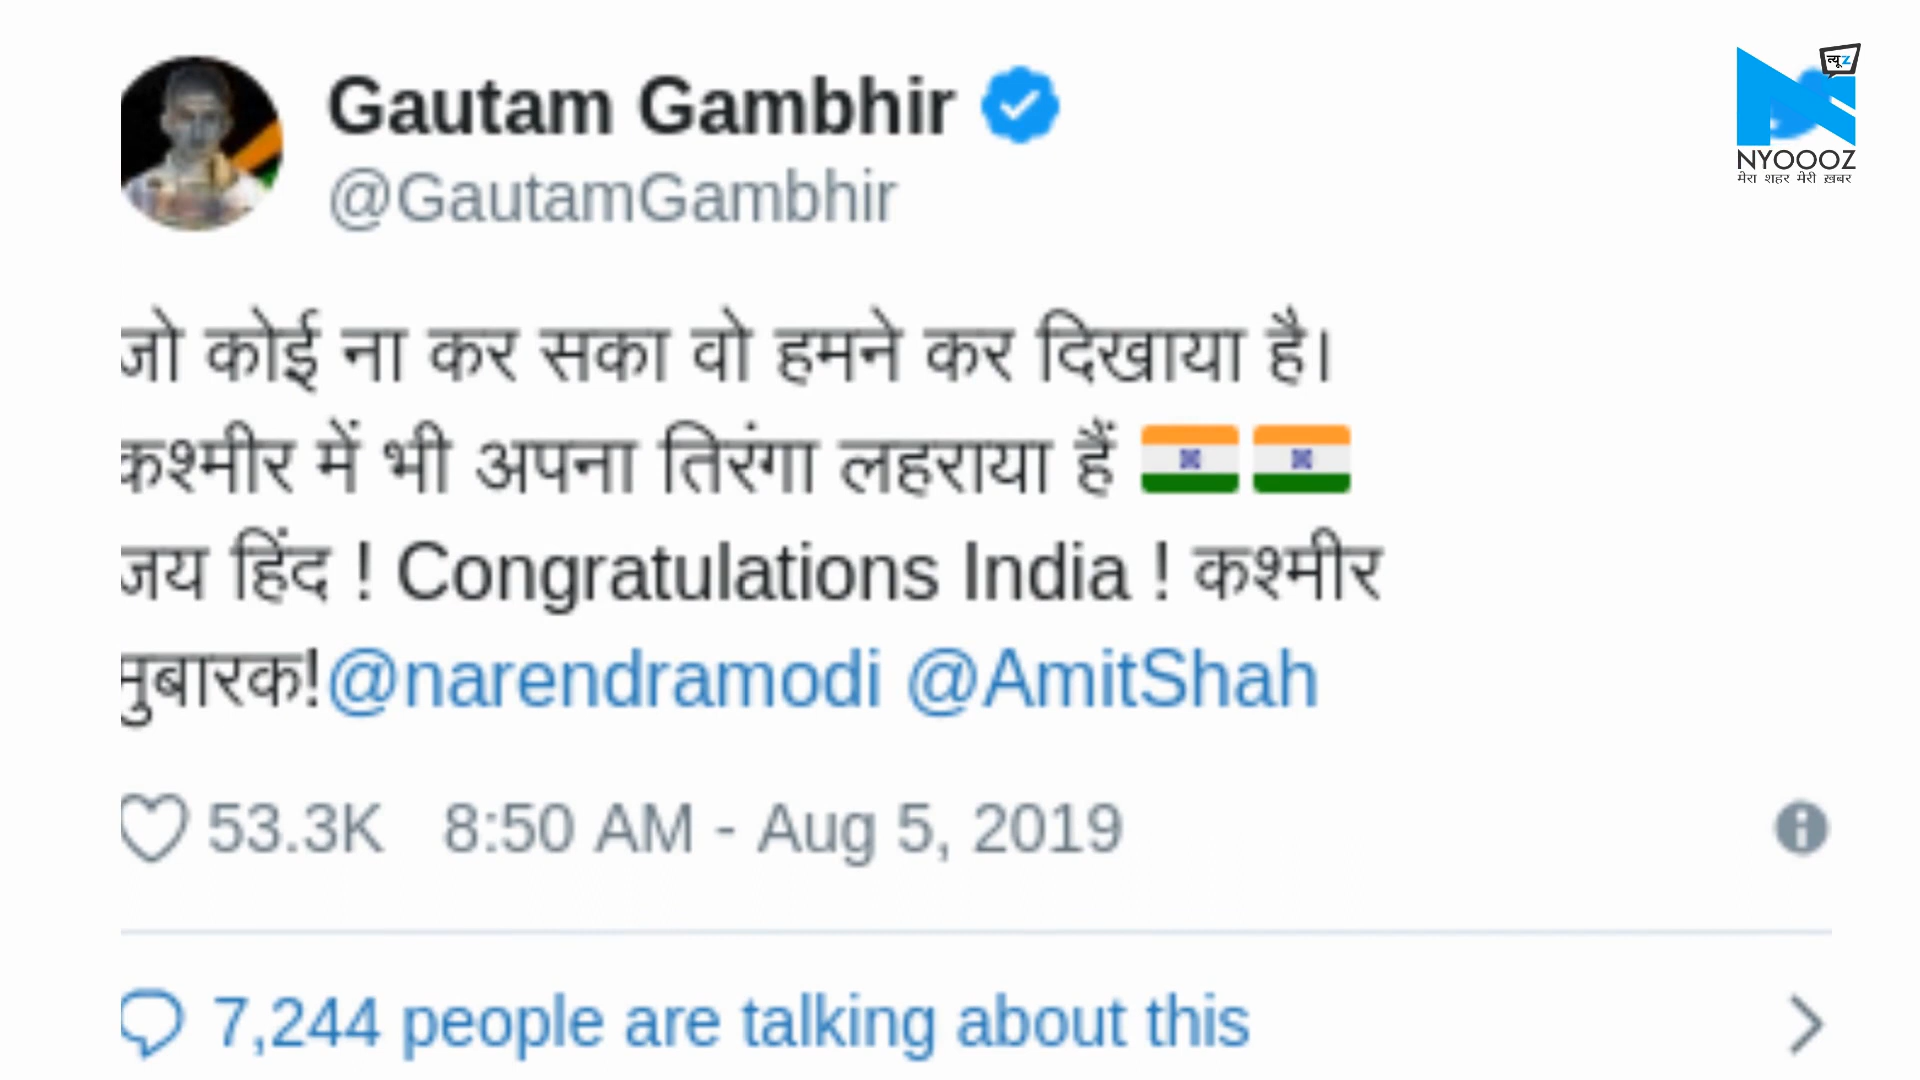 Gautam Gambhir
@GautamGambhir
न्यूz
NYOOOZ
मेरा शहर मेरी ख़बर
जो कोई ना कर सका वो हमने कर दिखाया है।
कश्मीर में भी अपना तिरंगा लहराया हैं 🇮🇳🇮🇳
जय हिंद ! Congratulations India ! कश्मीर
मुबारक!@narendramodi @AmitShah
53.3K 8:50 AM - Aug 5, 2019
7,244 people are talking about this